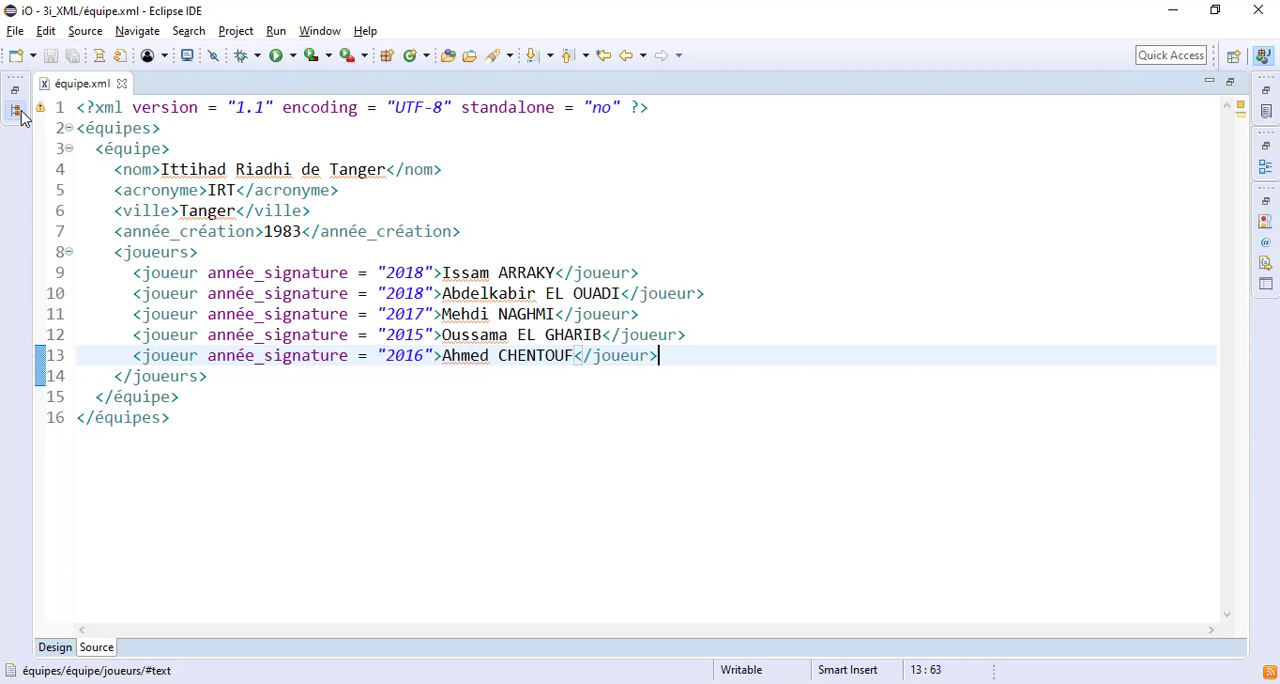 iO - 3i_XML/équipe.xml - Eclipse IDE
File Edit Source Navigate Search Project Run Window Help
Quick Access
équipe.xml
1 <?xml version = "1.1" encoding = "UTF-8" standalone = "no" ?>
2 <équipes>
3 <équipe>
4 <nom>Ittihad Riadhi de Tanger</nom>
5 <acronyme>IRT</acronyme>
6 <ville>Tanger</ville>
7 <année_création>1983</année_création>
8 <joueurs>
9 <joueur année_signature = "2018">Issam ARRAKY</joueur>
10 <joueur année_signature = "2018">Abdelkabir EL OUADI</joueur>
11 <joueur année_signature = "2017">Mehdi NAGHMI</joueur>
12 <joueur année_signature = "2015">Oussama EL GHARIB</joueur>
13 <joueur année_signature = "2016">Ahmed CHENTOUF</joueur>
14 </joueurs>
15 </équipe>
16 </équipes>
Design Source
équipes/équipe/joueurs/#text Writable Smart Insert 13 : 63